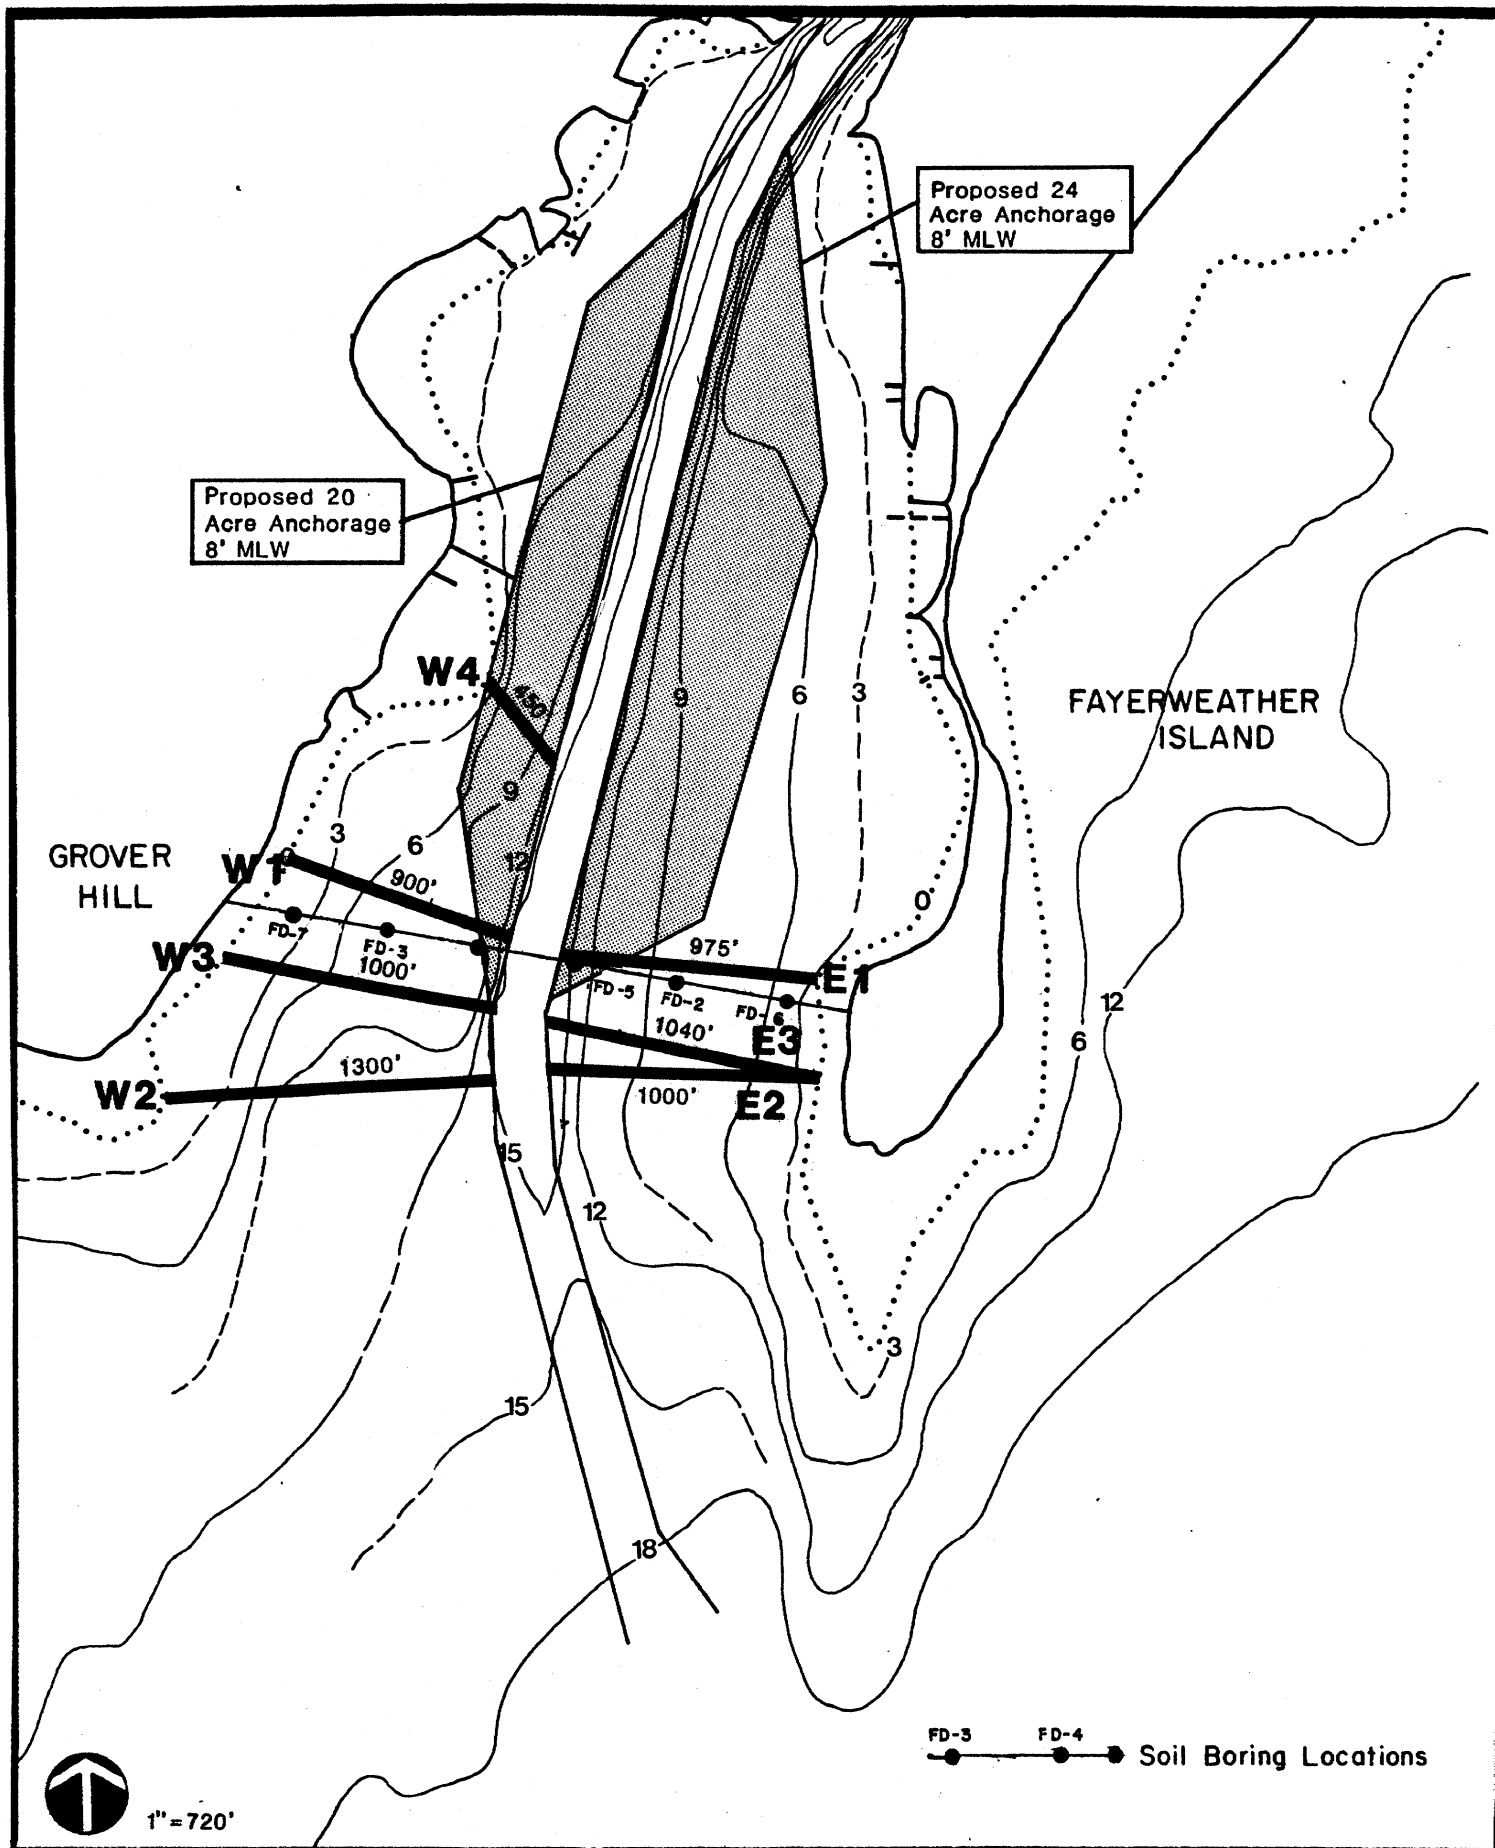 Proposed 24
Acre Anchorage
8' MLW
Proposed 20
Acre Anchorage
8' MLW
W4
450'
9
6
3
FAYERWEATHER
ISLAND
9
3
6
12
GROVER
HILL
W1
900'
0
FD-7
FD-3
W3
1000'
975'
E1
FD-5
FD-2
FD-6
12
1040'
E3
6
1300'
W2
1000'
E2
15
12
3
15
18
FD-3
FD-4
Soil Boring Locations
1"=720'